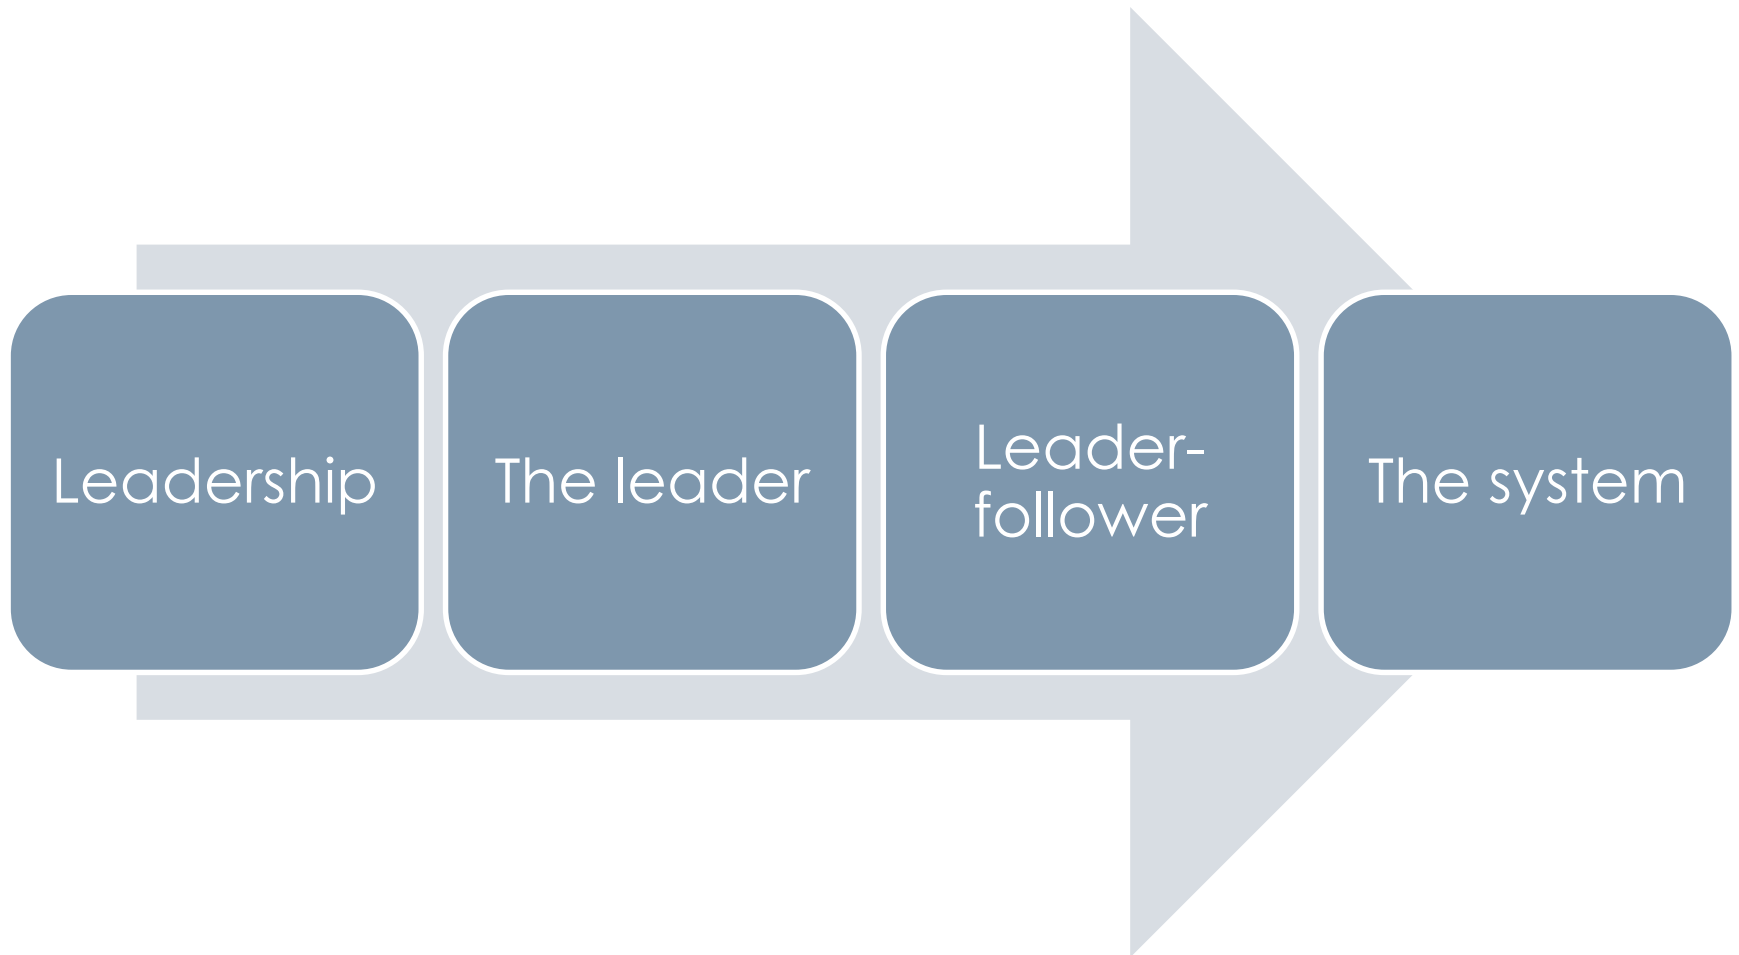 Leadership
The leader
Leader-
follower
The system